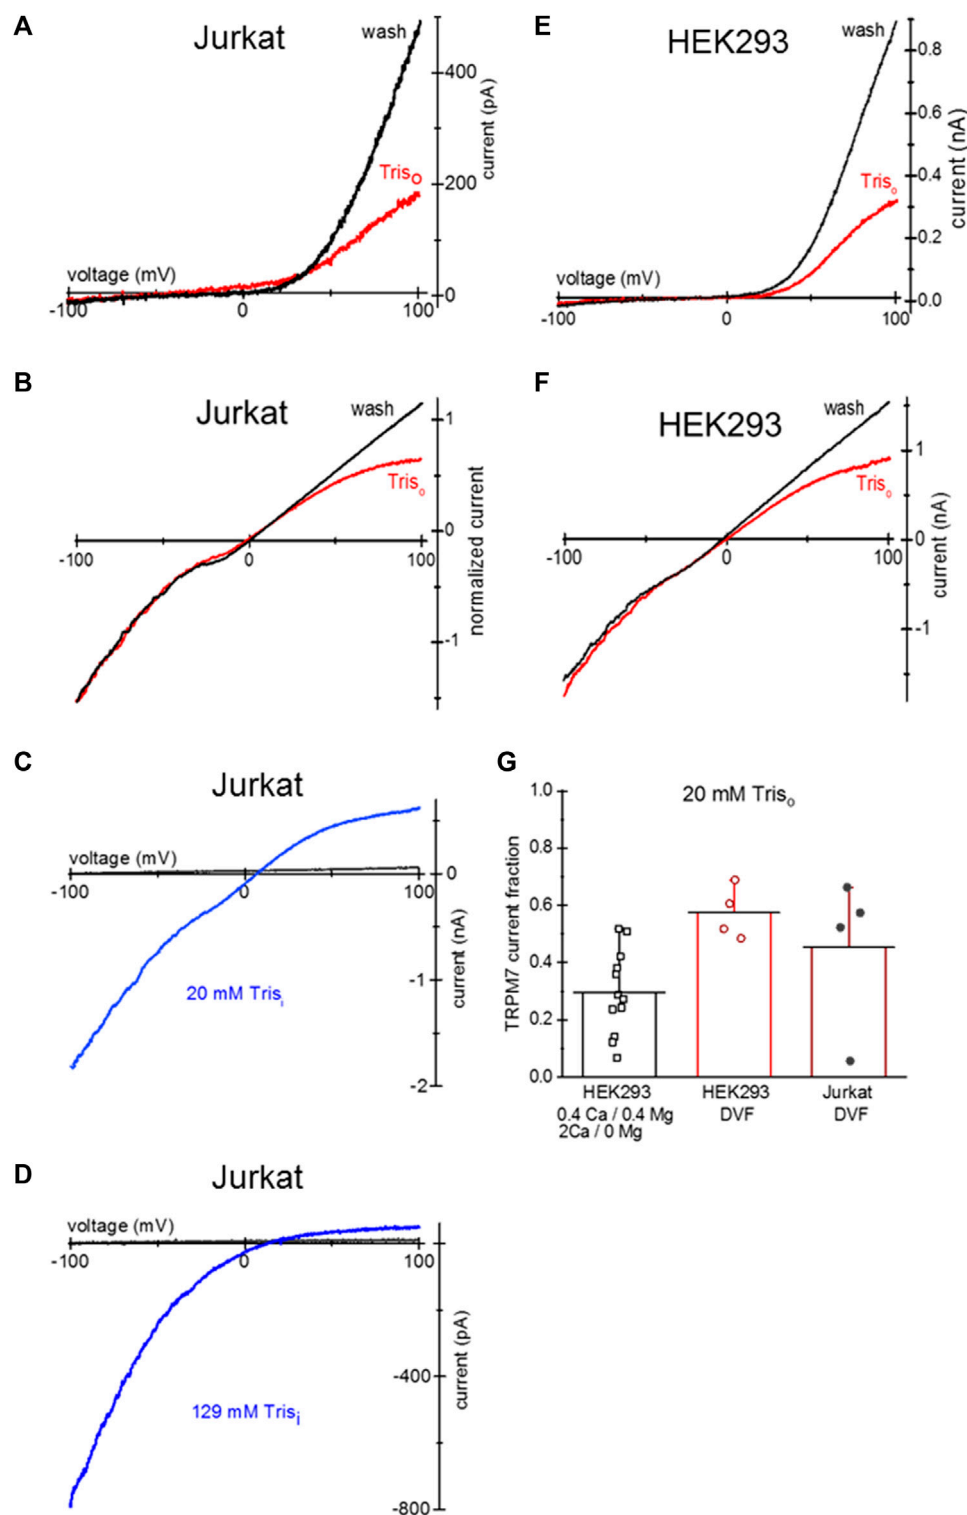 A
Jurkat
wash
400
Triso
200
current (pA)
voltage (mV)
0
-100
0
100
B
Jurkat
wash
1
Triso
0
normalized current
-100
0
100
-1
C
Jurkat
voltage (mV)
0
-100
0
100
current (nA)
-1
20 mM Trisi
-2
D
Jurkat
voltage (mV)
-100
0
100
current (pA)
-400
129 mM Trisi
-800
E
HEK293
wash
0.8
0.6
0.4
Triso
current (nA)
0.2
voltage (mV)
0.0
-100
0
100
F
HEK293
wash
1
Triso
0
current (nA)
-100
0
100
-1
G
20 mM Triso
TRPM7 current fraction
1.0
0.8
0.6
0.4
0.2
0.0
HEK293
0.4 Ca / 0.4 Mg
2Ca / 0 Mg
HEK293
DVF
Jurkat
DVF